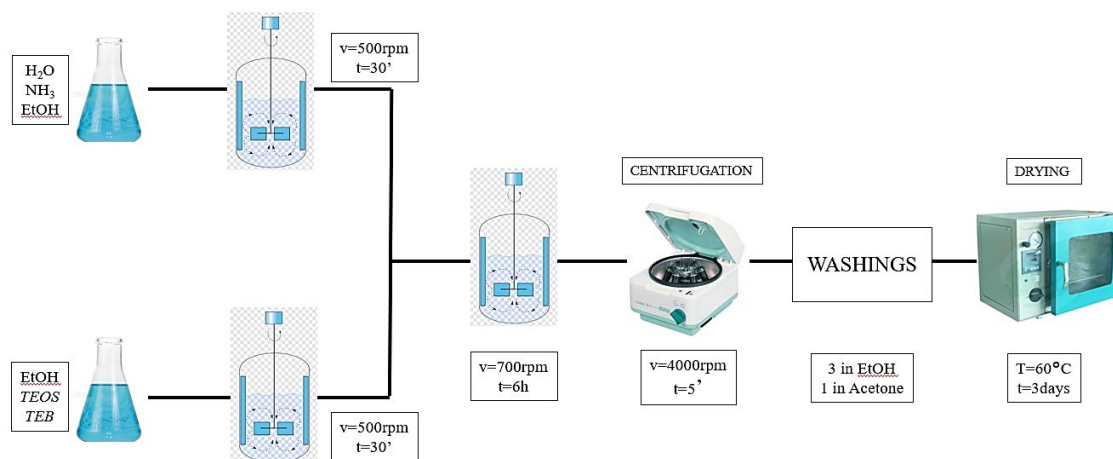 H₂O
NH₃
EtOH
v=500rpm
t=30’
EtOH
TEOS
TEB
v=500rpm
t=30’
v=700rpm
t=6h
CENTRIFUGATION
v=4000rpm
t=5’
WASHINGS
3 in EtOH
1 in Acetone
DRYING
T=60°C
t=3days